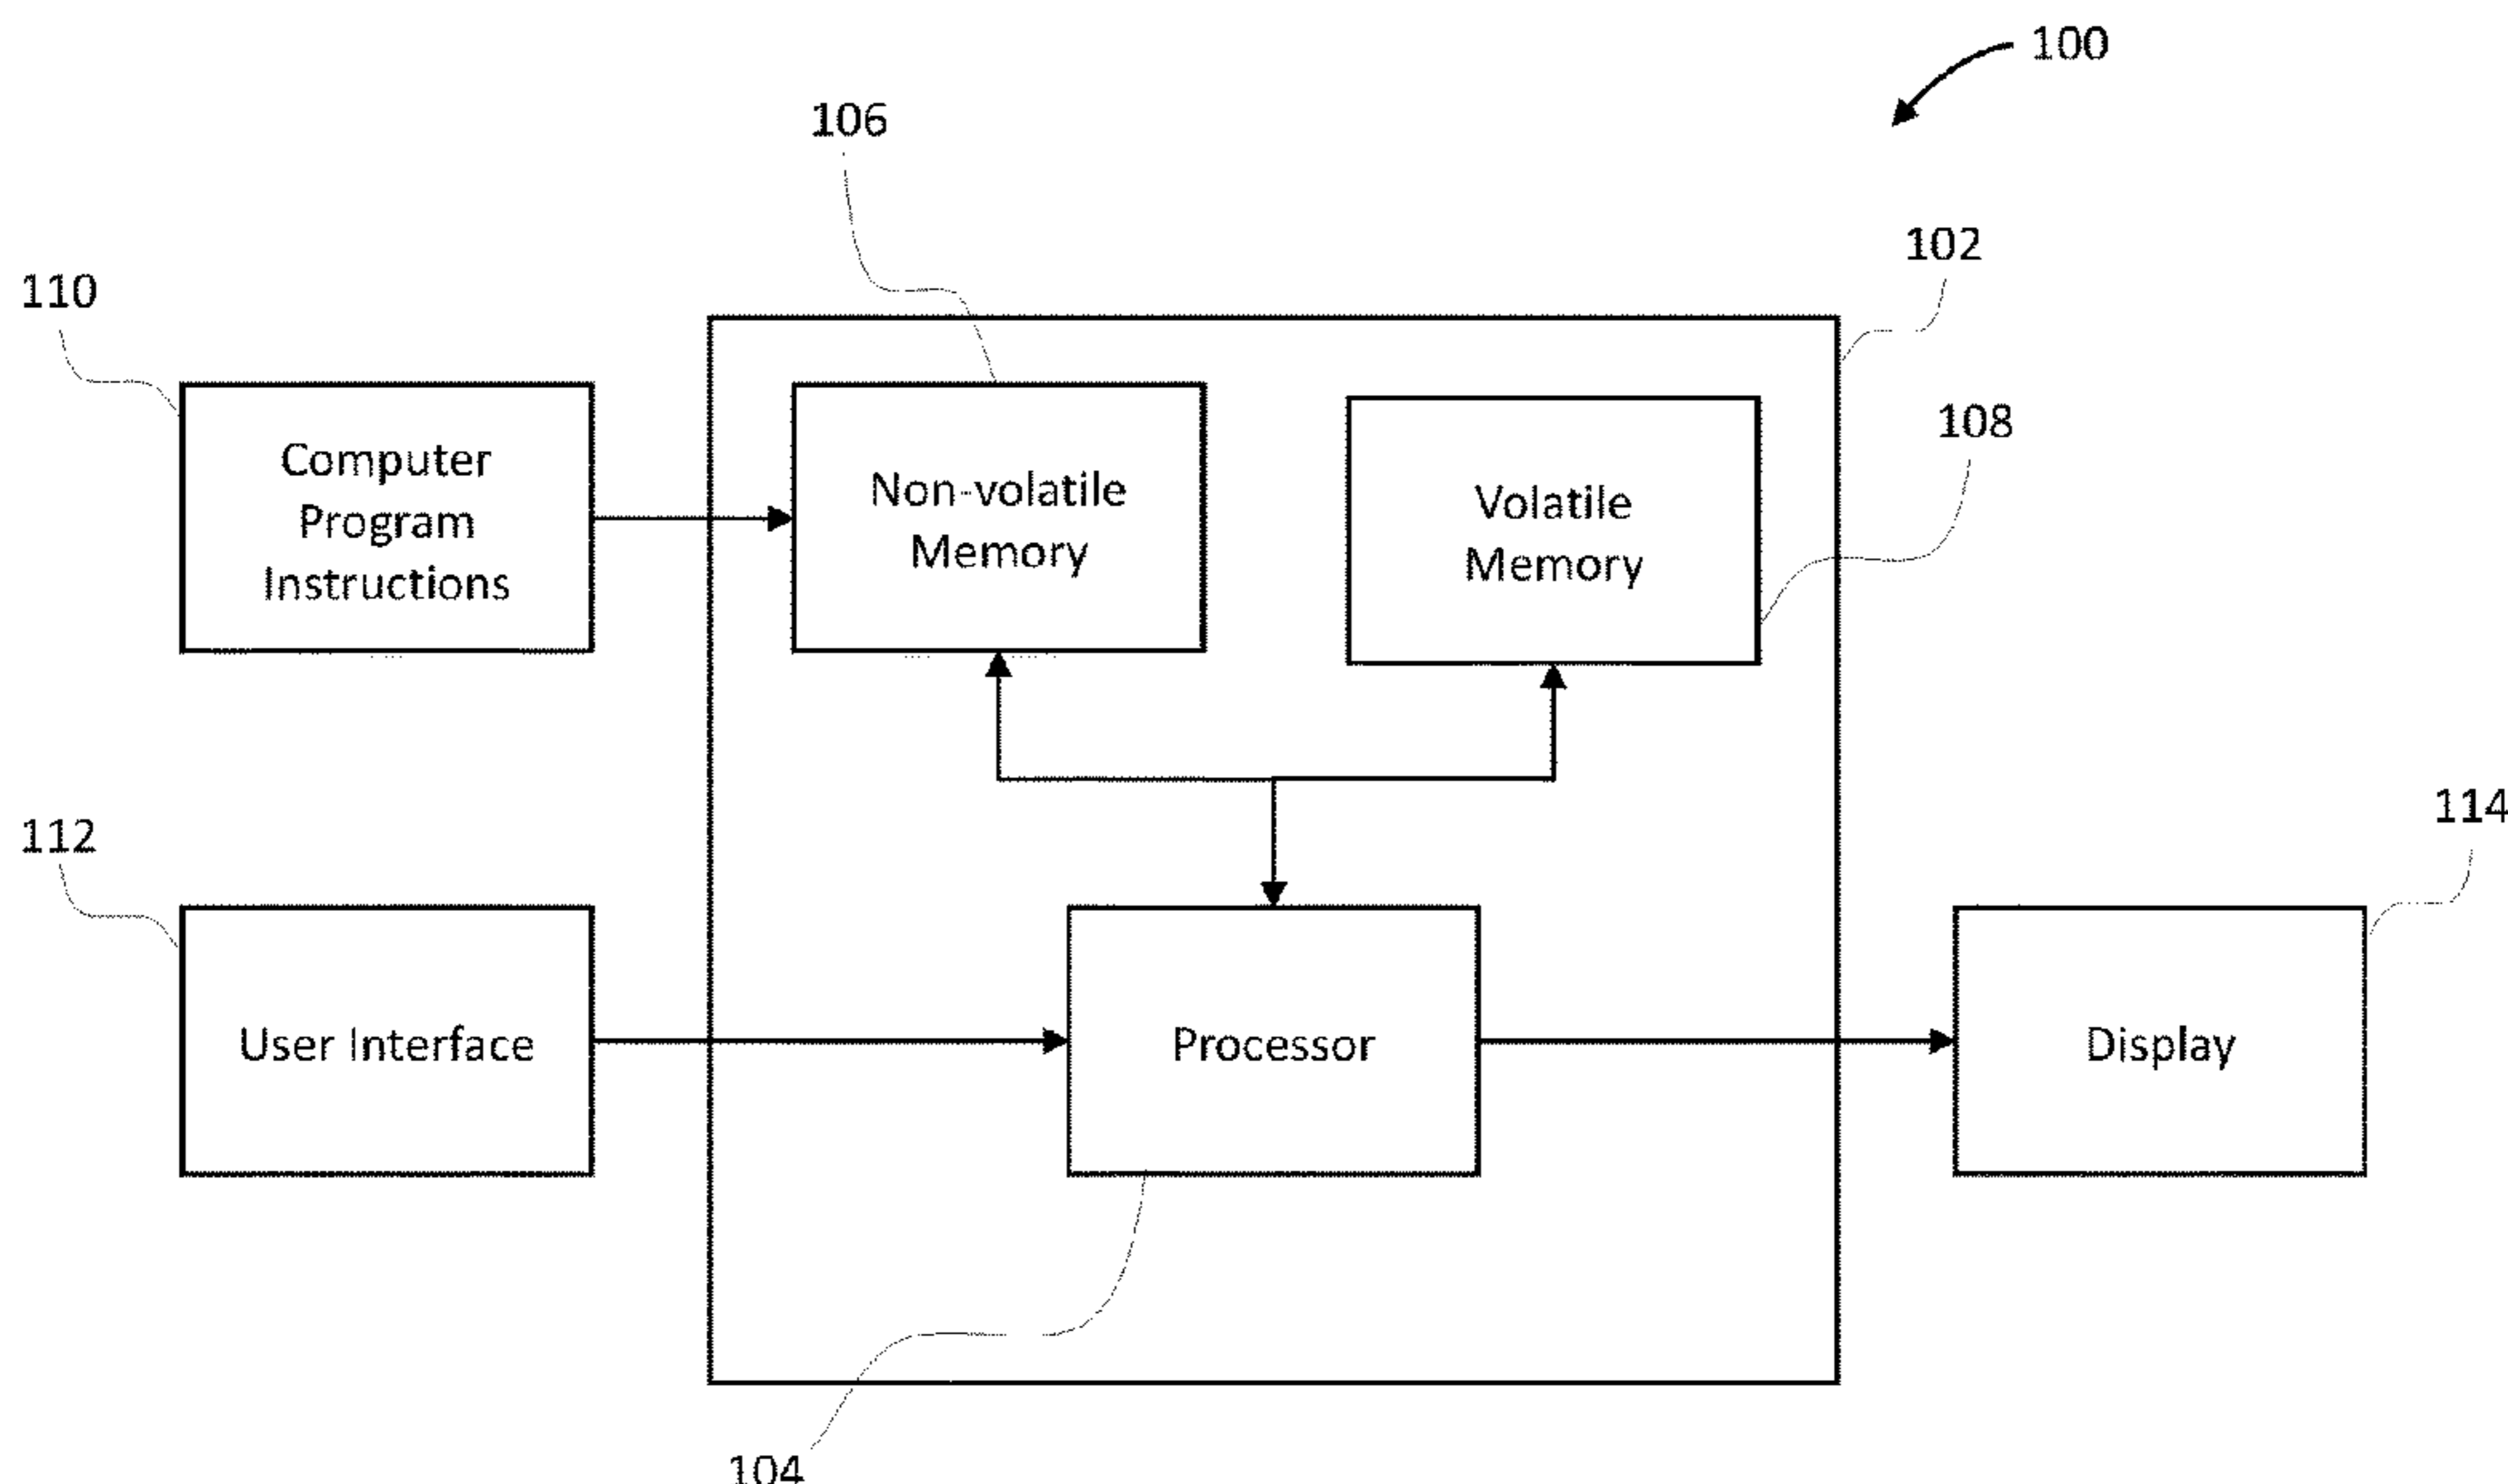 100
106
102
110
108
Computer
Program
Instructions
Non-volatile
Memory
Volatile
Memory
112
114
User Interface
Processor
Display
104